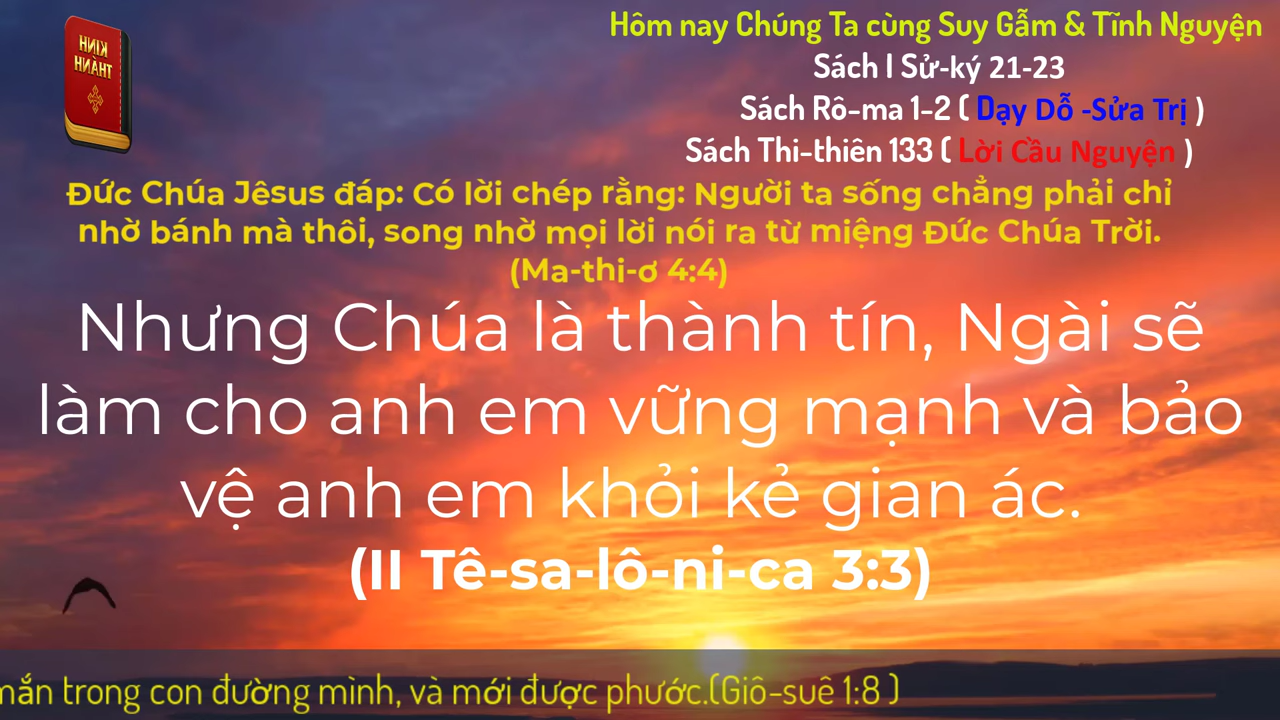 KINH
THÁNH
Hôm nay Chúng Ta cùng Suy Gẫm & Tĩnh Nguyện
Sách I Sử-ký 21-23
Sách Rô-ma 1-2 ( Dạy Dỗ -Sửa Trị )
Sách Thi-thiên 133 ( Lời Cầu Nguyện )
Đức Chúa Jêsus đáp: Có lời chép rằng: Người ta sống chẳng phải chỉ
nhờ bánh mà thôi, song nhờ mọi lời nói ra từ miệng Đức Chúa Trời.
(Ma-thi-ơ 4:4)
Nhưng Chúa là thành tín, Ngài sẽ
làm cho anh em vững mạnh và bảo
vệ anh em khỏi kẻ gian ác.
(II Tê-sa-lô-ni-ca 3:3)
trong con đường mình, và mới được phước.(Giô-suê 1:8 )